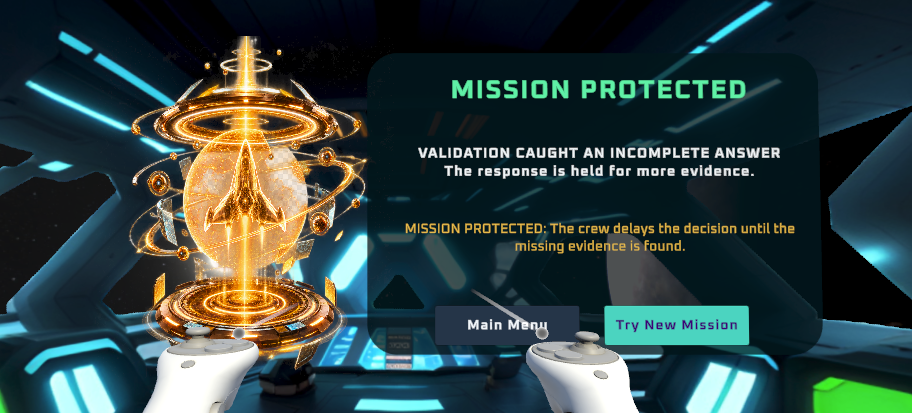 MISSION PROTECTED
VALIDATION CAUGHT AN INCOMPLETE ANSWER
The response is held for more evidence.
MISSION PROTECTED: The crew delays the decision until the
missing evidence is found.
Main Menu
Try New Mission